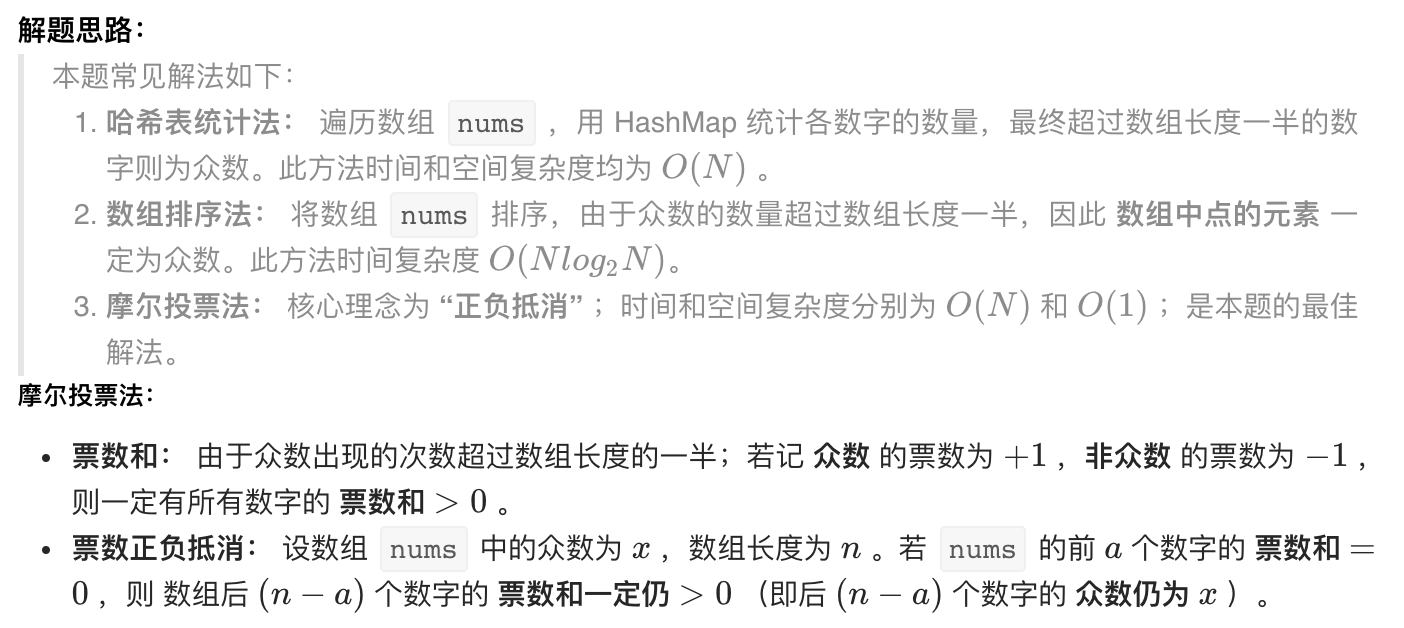 解题思路：
本题常见解法如下：
1. 哈希表统计法： 遍历数组 nums ，用 HashMap 统计各数字的数量，最终超过数组长度一半的数
字则为众数。此方法时间和空间复杂度均为 O(N) 。
2. 数组排序法： 将数组 nums 排序，由于众数的数量超过数组长度一半，因此 数组中点的元素 一
定为众数。此方法时间复杂度 O(Nlog₂N)。
3. 摩尔投票法： 核心理念为 “正负抵消” ；时间和空间复杂度分别为 O(N) 和 O(1) ；是本题的最佳
解法。
摩尔投票法：
• 票数和： 由于众数出现的次数超过数组长度的一半；若记 众数 的票数为 +1 ，非众数 的票数为 −1 ，
则一定有所有数字的 票数和 > 0 。
• 票数正负抵消： 设数组 nums 中的众数为 x ，数组长度为 n 。若 nums 的前 a 个数字的 票数和 =
0 ，则 数组后 (n − a) 个数字的 票数和一定仍 > 0 （即后 (n − a) 个数字的 众数仍为 x ）。